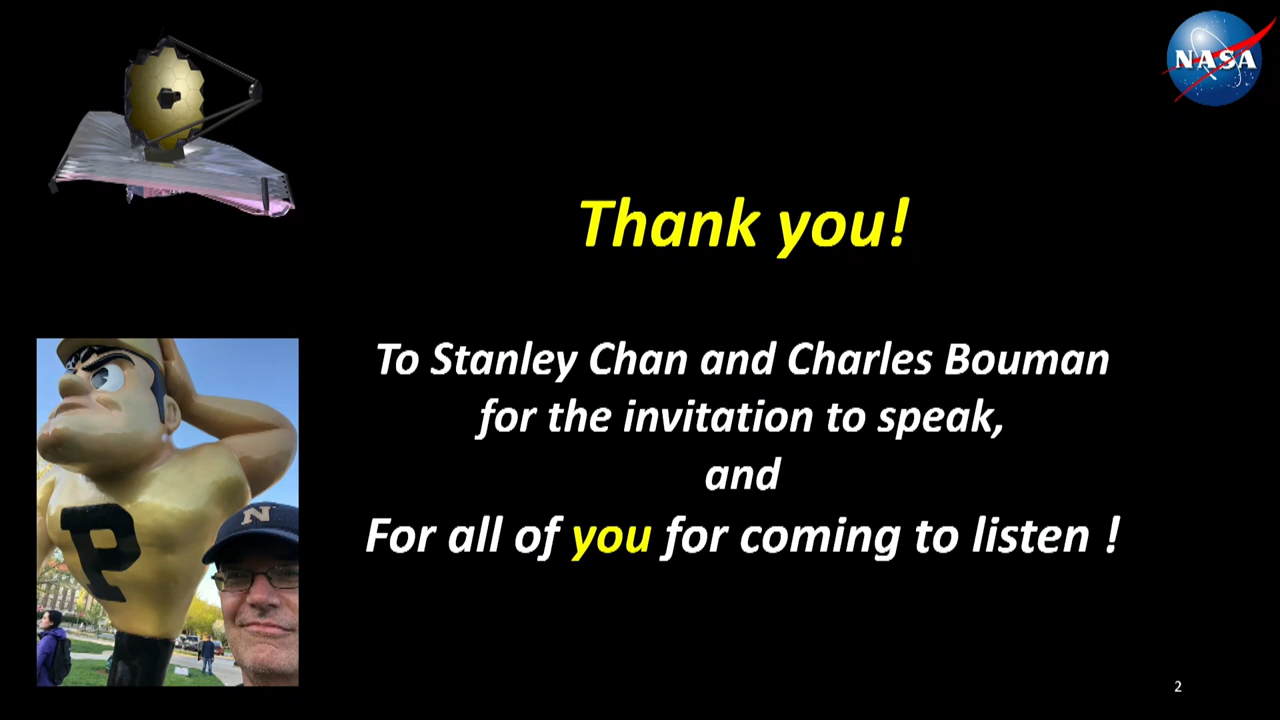 NASA
Thank you!
To Stanley Chan and Charles Bouman
for the invitation to speak,
and
For all of you for coming to listen !
P
N
2